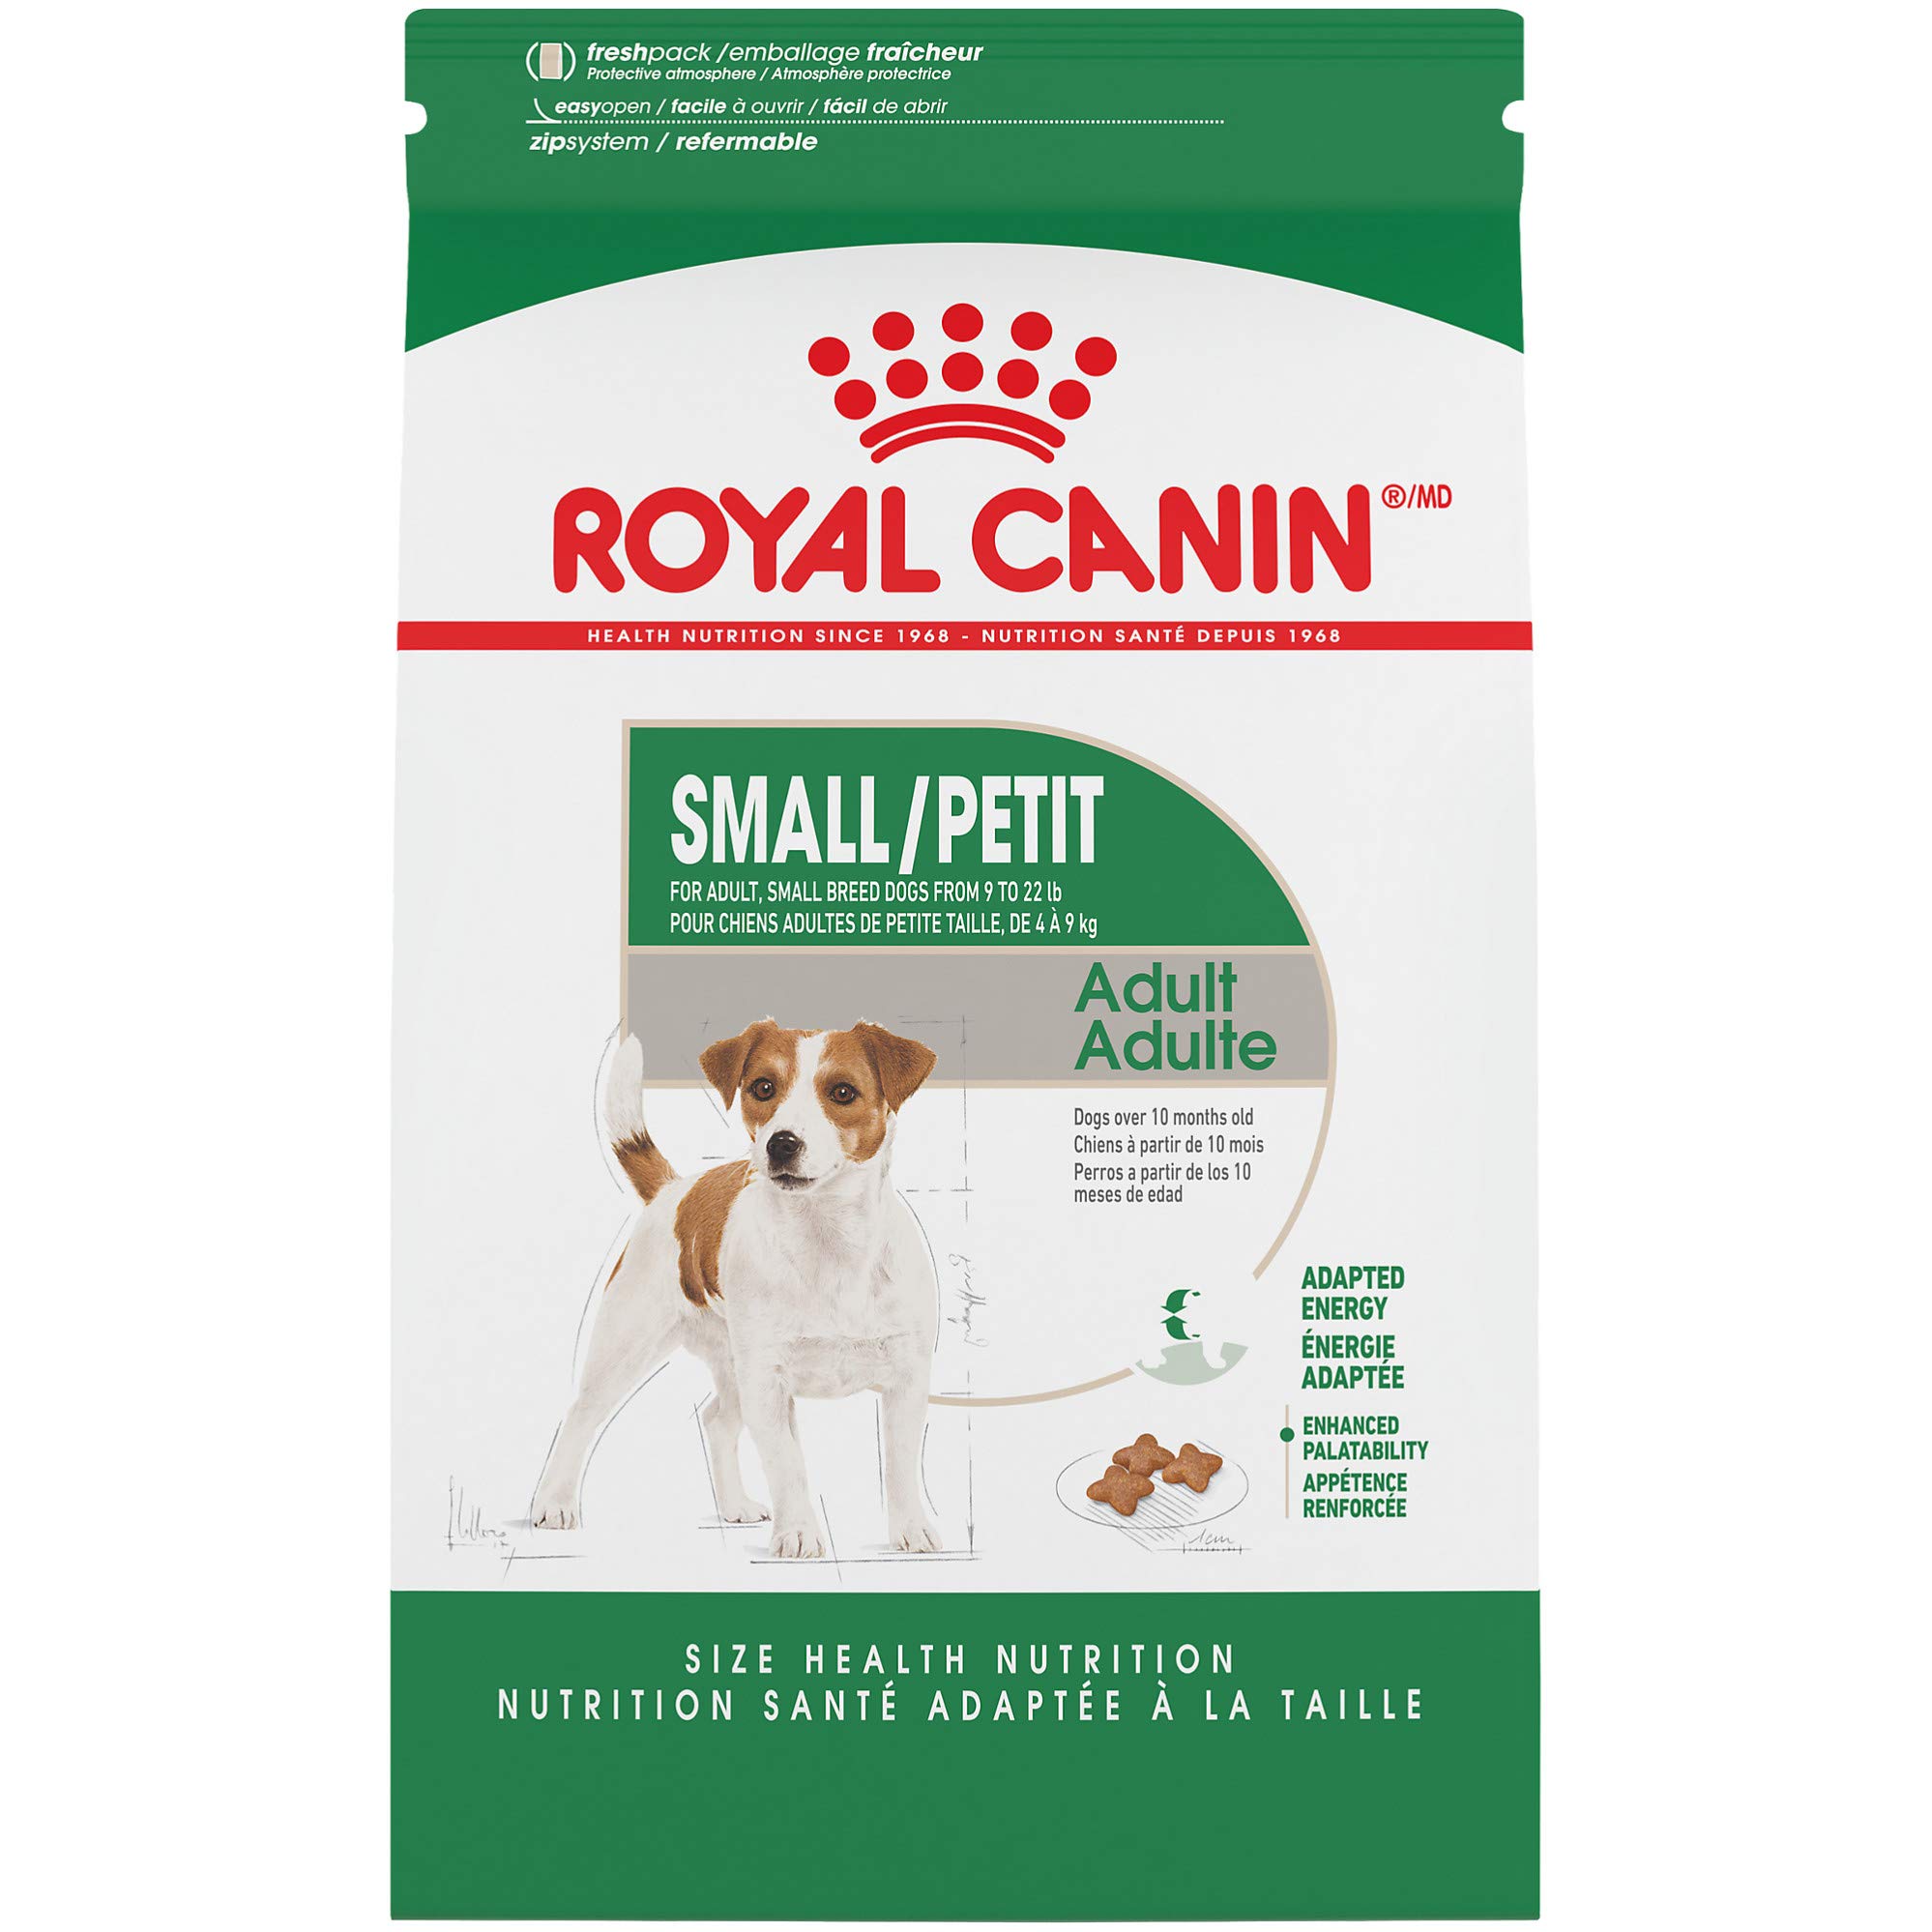 freshpack / emballage fraîcheur
Protective atmosphere / Atmosphère protectrice
easyopen / facile à ouvrir / fácil de abrir
zipsystem / refermable
ROYAL CANIN®/MD
HEALTH NUTRITION SINCE 1968 - NUTRITION SANTÉ DEPUIS 1968
SMALL/PETIT
FOR ADULT, SMALL BREED DOGS FROM 9 TO 22 lb
POUR CHIENS ADULTES DE PETITE TAILLE, DE 4 À 9 kg
Adult
Adulte
Dogs over 10 months old
Chiens à partir de 10 mois
Perros a partir de los 10
meses de edad
ADAPTED
ENERGY
ÉNERGIE
ADAPTÉE
ENHANCED
PALATABILITY
APPÉTENCE
RENFORCÉE
1cm
SIZE HEALTH NUTRITION
NUTRITION SANTÉ ADAPTÉE À LA TAILLE